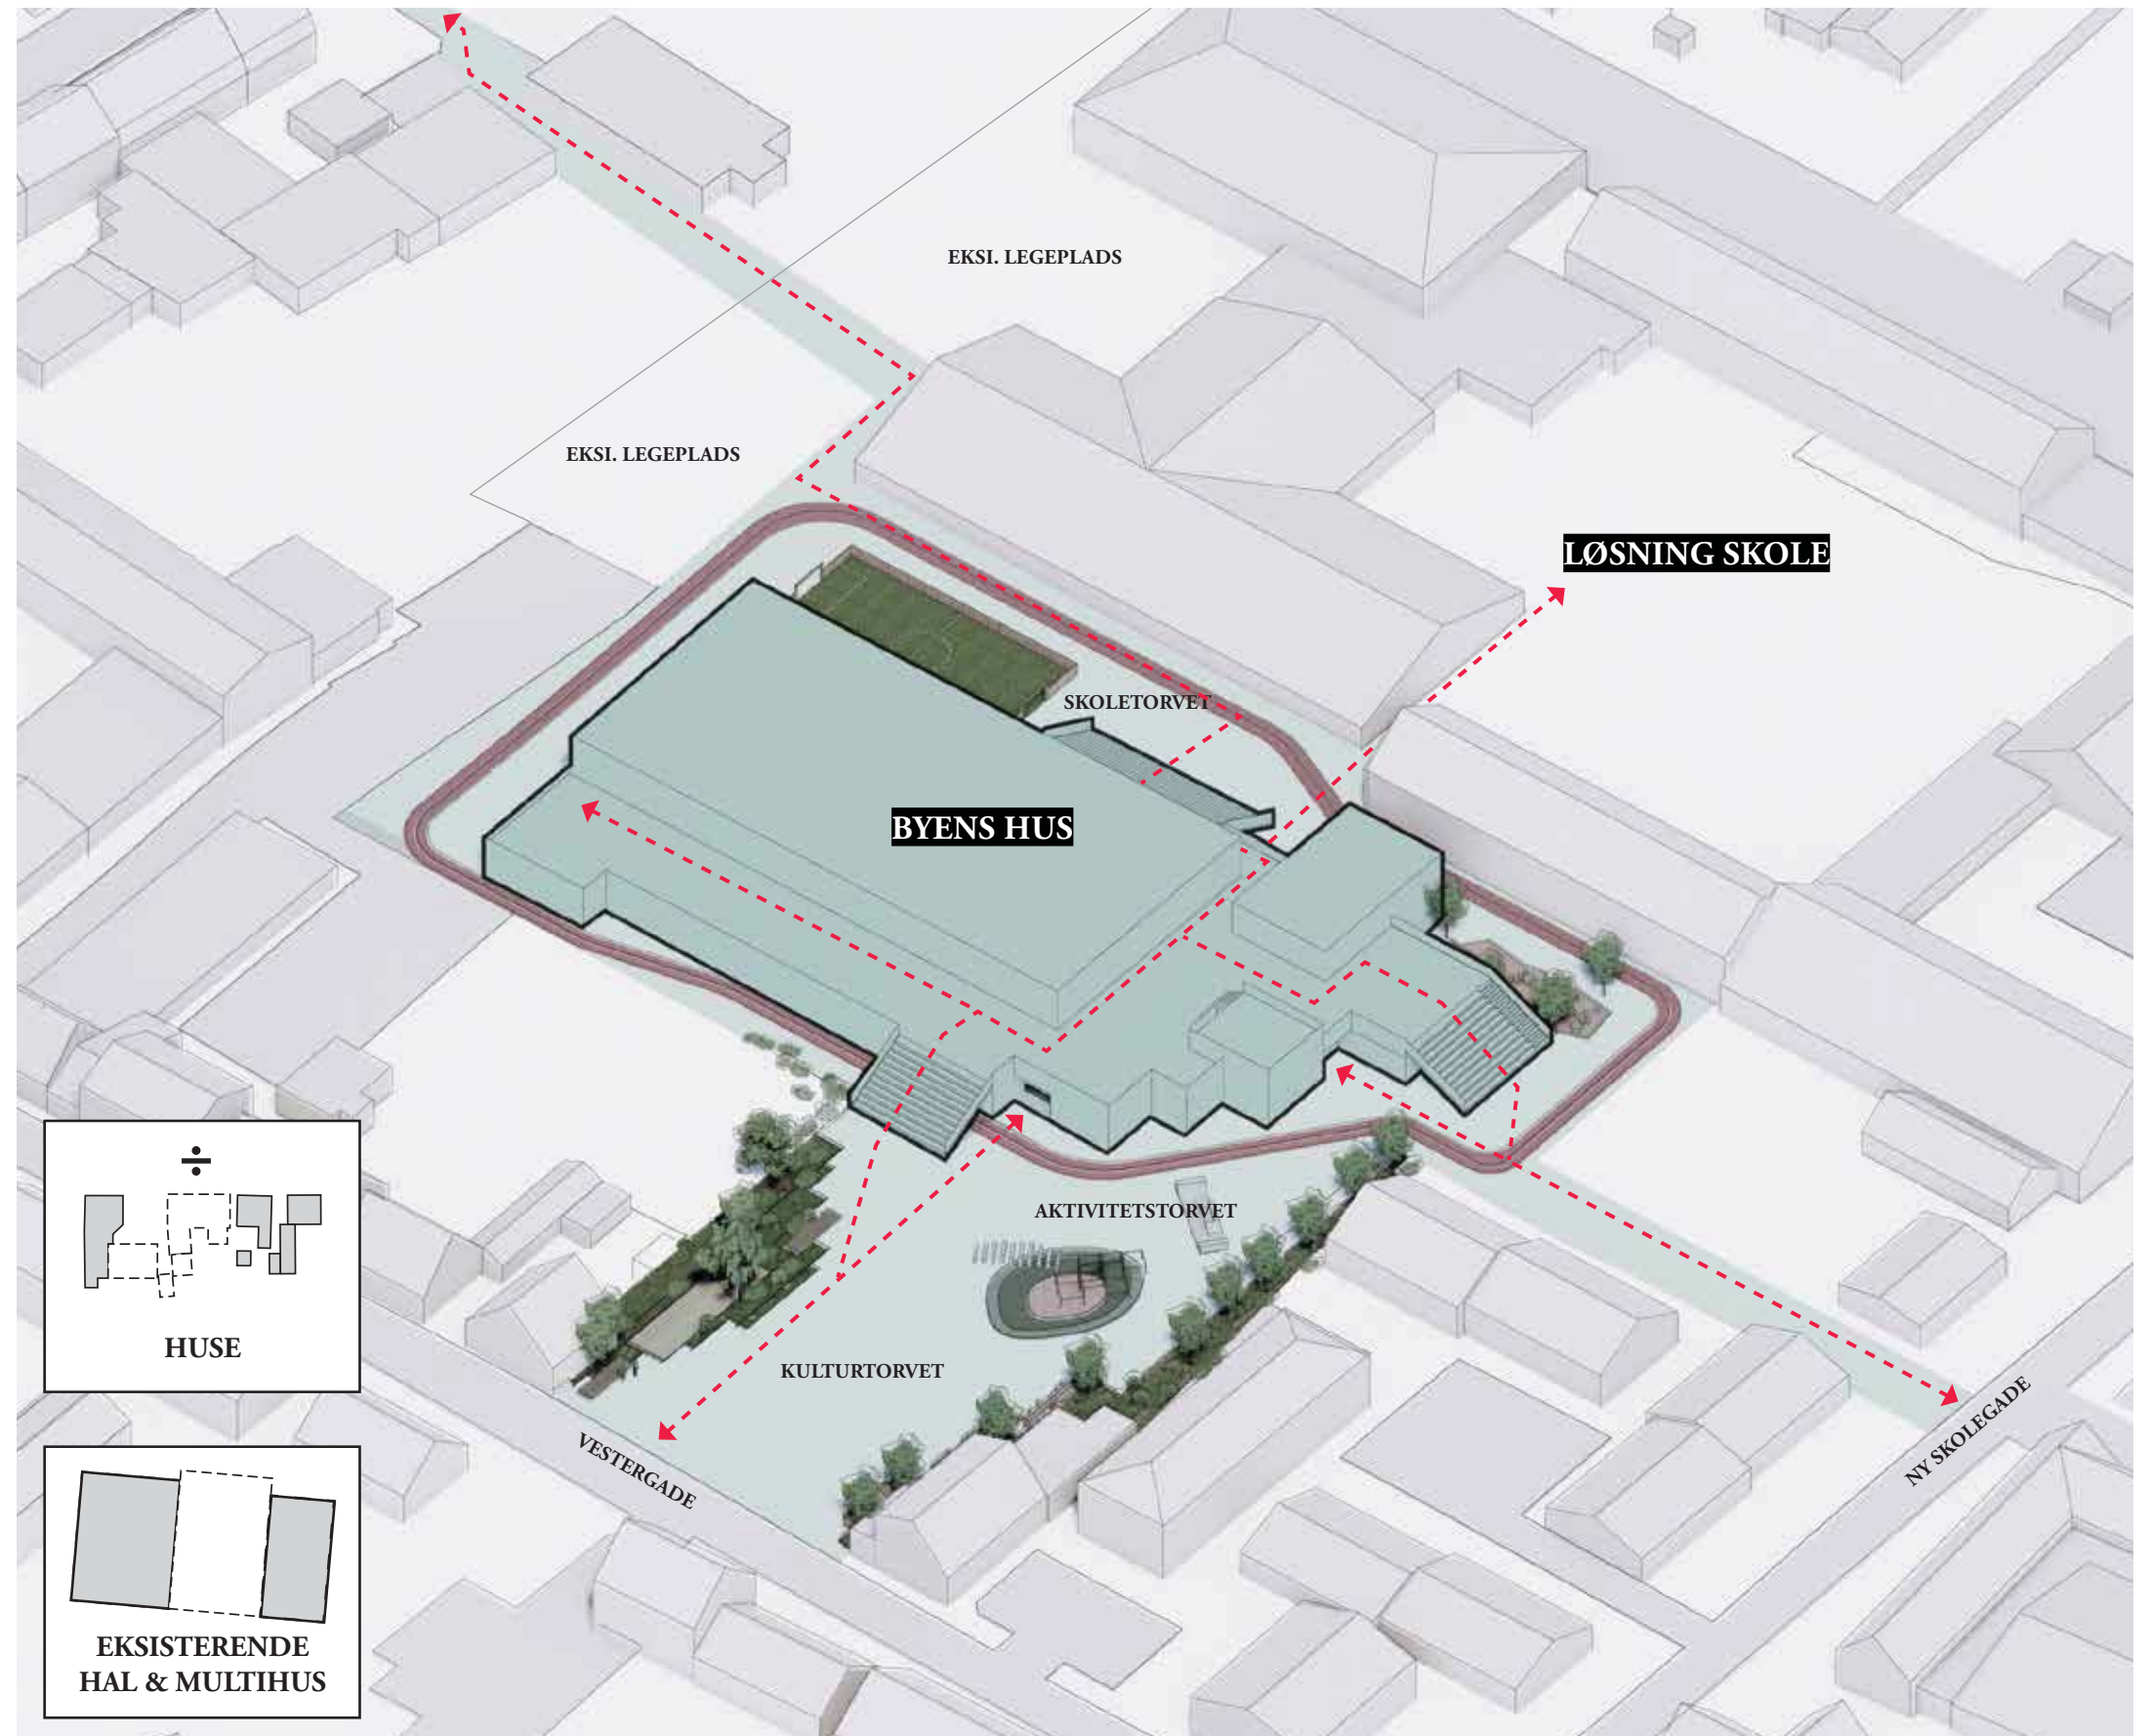 EKSI. LEGEPLADS
EKSI. LEGEPLADS
LØSNING SKOLE
SKOLETORVET
BYENS HUS
AKTIVITETSTORVET
KULTURTORVET
VESTERGADE
NY SKOLEGADE
÷
HUSE
EKSISTERENDE
HAL & MULTIHUS